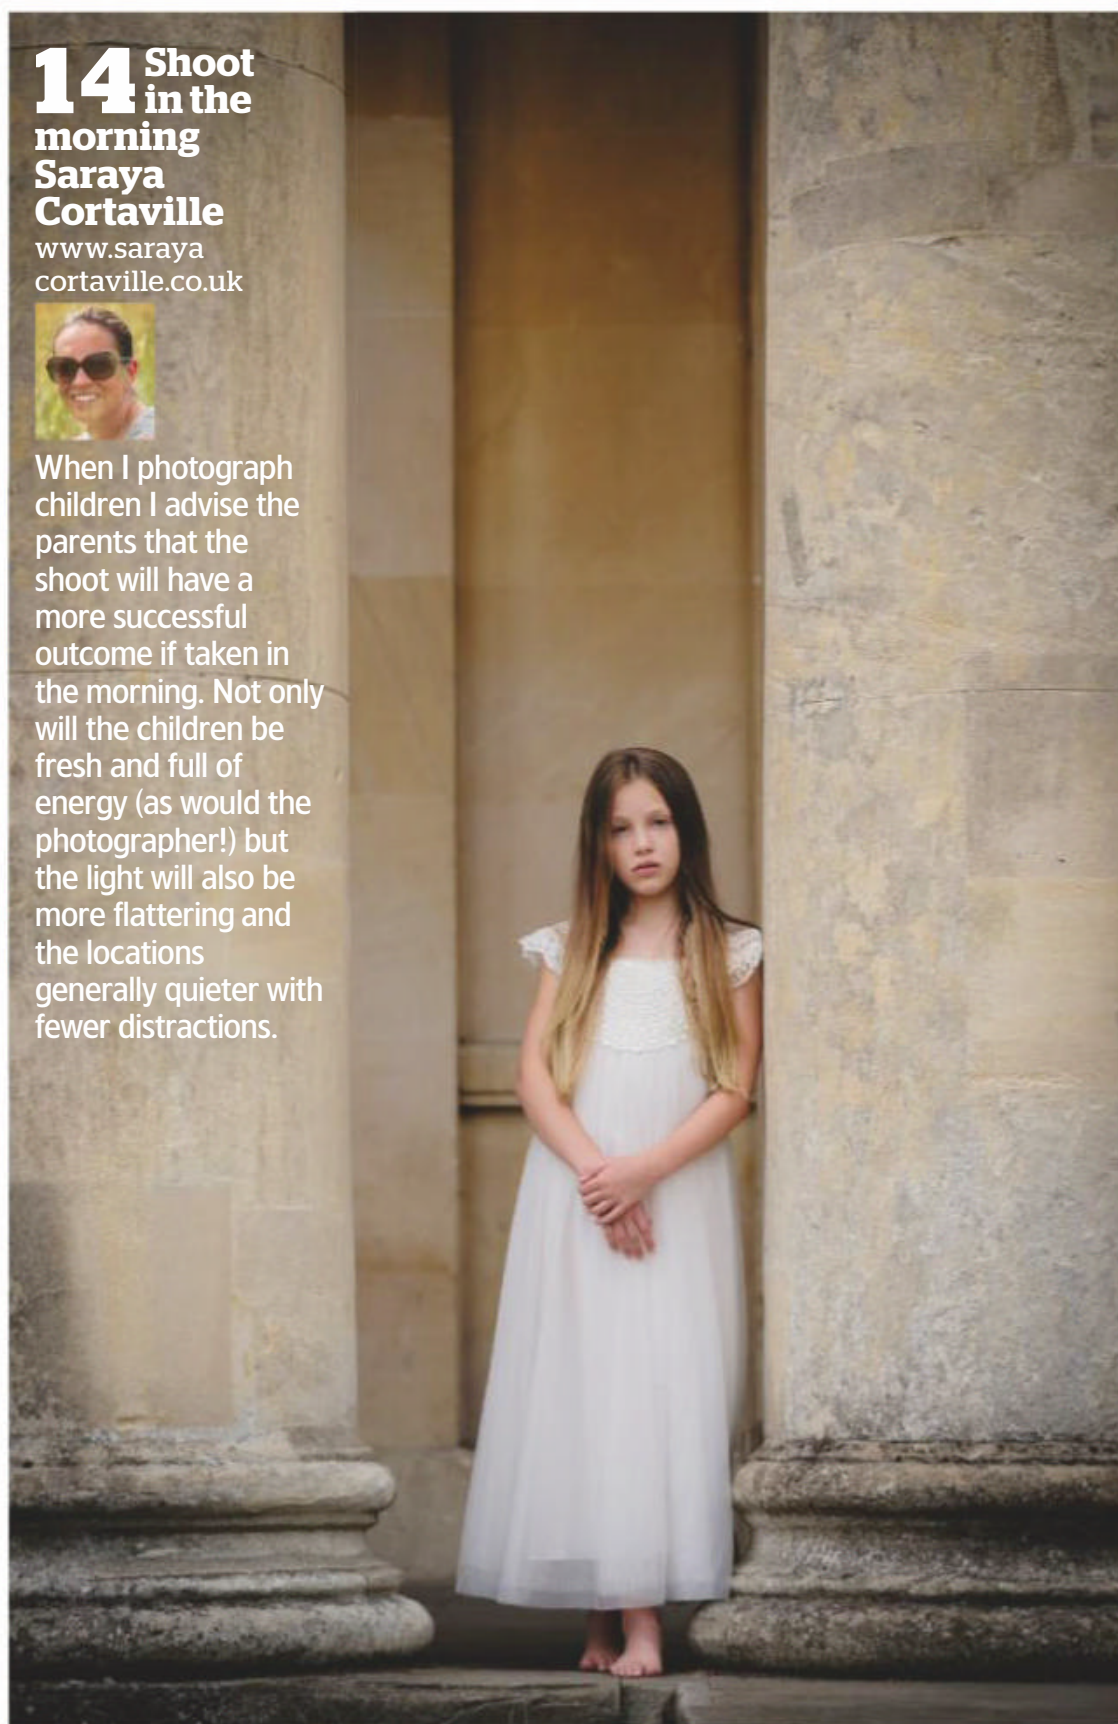 14 Shoot
in the
morning
Saraya
Cortaville
www.saraya
cortaville.co.uk
When I photograph
children I advise the
parents that the
shoot will have a
more successful
outcome if taken in
the morning. Not only
will the children be
fresh and full of
energy (as would the
photographer!) but
the light will also be
more flattering and
the locations
generally quieter with
fewer distractions.